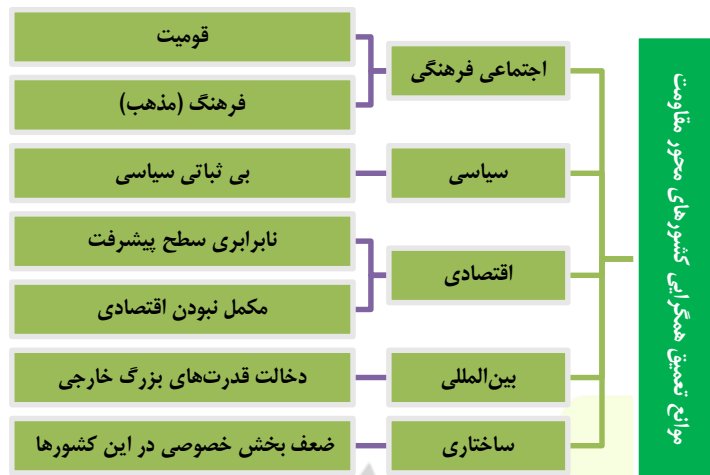 موانع تعمیق همگرایی کشورهای محور مقاومت
اجتماعی فرهنگی
قومیت
فرهنگ (مذهب)
سیاسی
بی ثباتی سیاسی
اقتصادی
نابرابری سطح پیشرفت
مکمل نبودن اقتصادی
بین‌المللی
دخالت قدرت‌های بزرگ خارجی
ساختاری
ضعف بخش خصوصی در این کشورها